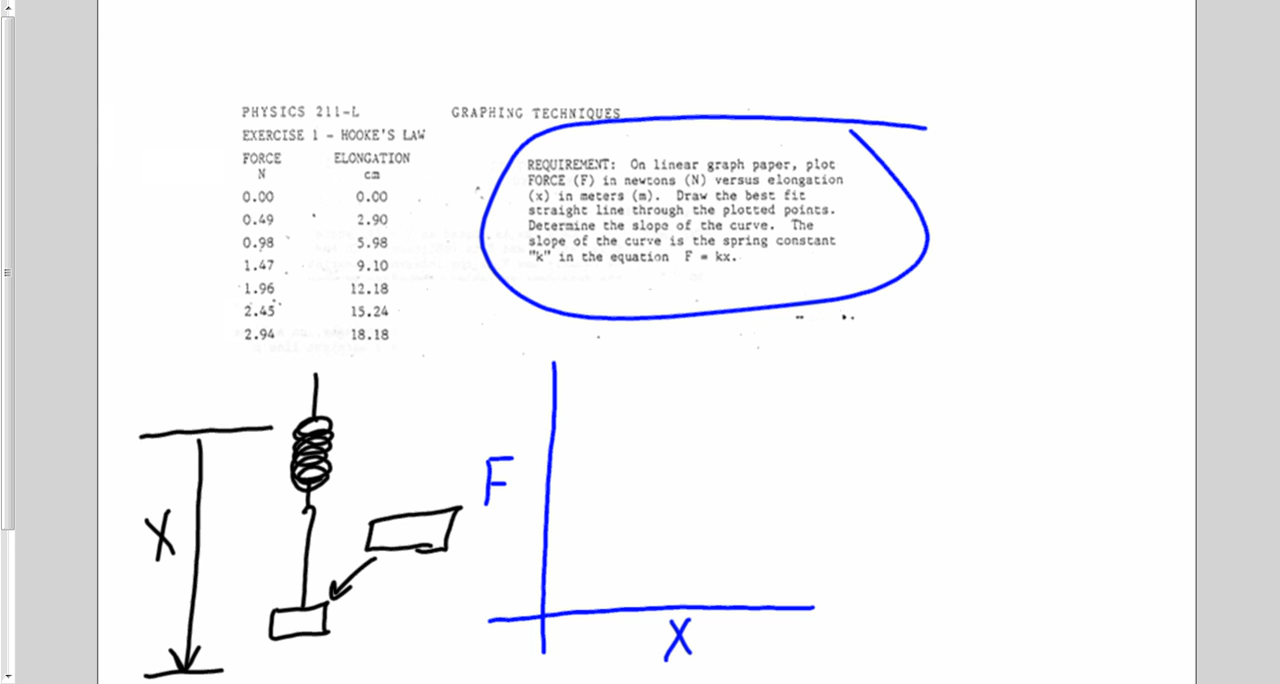 PHYSICS 211-L GRAPHING TECHNIQUES
EXERCISE 1 - HOOKE'S LAW
FORCE ELONGATION
N cm
0.00 0.00
0.49 2.90
0.98 5.98
1.47 9.10
1.96 12.18
2.45 15.24
2.94 18.18
REQUIREMENT: On linear graph paper, plot
FORCE (F) in newtons (N) versus elongation
(x) in meters (m). Draw the best fit
straight line through the plotted points.
Determine the slope of the curve. The
slope of the curve is the spring constant
"k" in the equation F = kx.
X
F
X